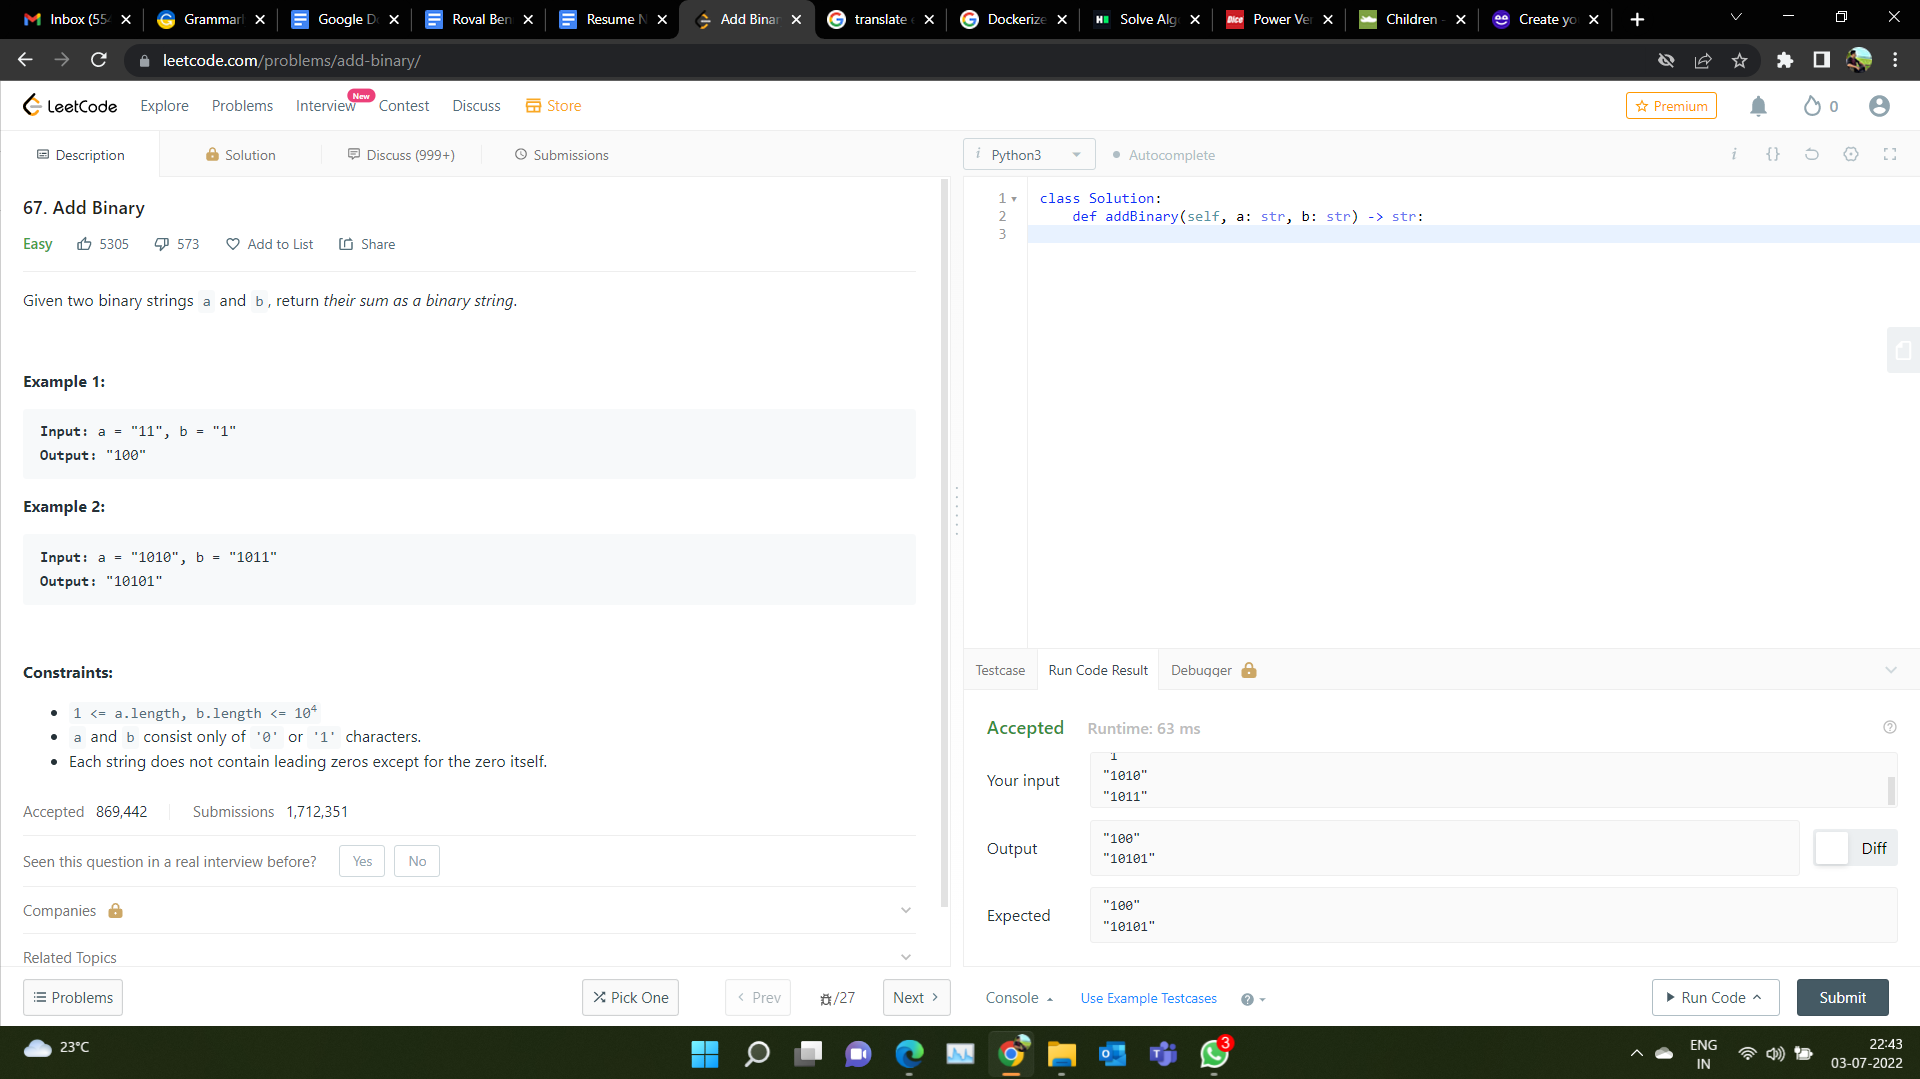 Inbox (554
Grammarl
Google Do
Roval Ben
Resume N
Add Binar
translate e
Dockerize
Solve Algo
Power Ver
Children -
Create you
leetcode.com/problems/add-binary/
LeetCode Explore Problems Interview New Contest Discuss Store
Premium 0
Description Solution Discuss (999+) Submissions
i Python3 Autocomplete i {}
67. Add Binary
Easy 5305 573 Add to List Share
Given two binary strings a and b, return their sum as a binary string.
Example 1:
Input: a = "11", b = "1"
Output: "100"
Example 2:
Input: a = "1010", b = "1011"
Output: "10101"
Constraints:
• 1 <= a.length, b.length <= 10⁴
• a and b consist only of '0' or '1' characters.
• Each string does not contain leading zeros except for the zero itself.
Accepted 869,442 Submissions 1,712,351
Seen this question in a real interview before? Yes No
Companies
Related Topics
Problems Pick One Prev /27 Next
1 class Solution:
2 def addBinary(self, a: str, b: str) -> str:
3
Testcase Run Code Result Debugger
Accepted Runtime: 63 ms
Your input
"1010"
"1011"
Output
"100"
"10101"
Diff
Expected
"100"
"10101"
Console Use Example Testcases Run Code Submit
23°C
3
ENG
IN
22:43
03-07-2022